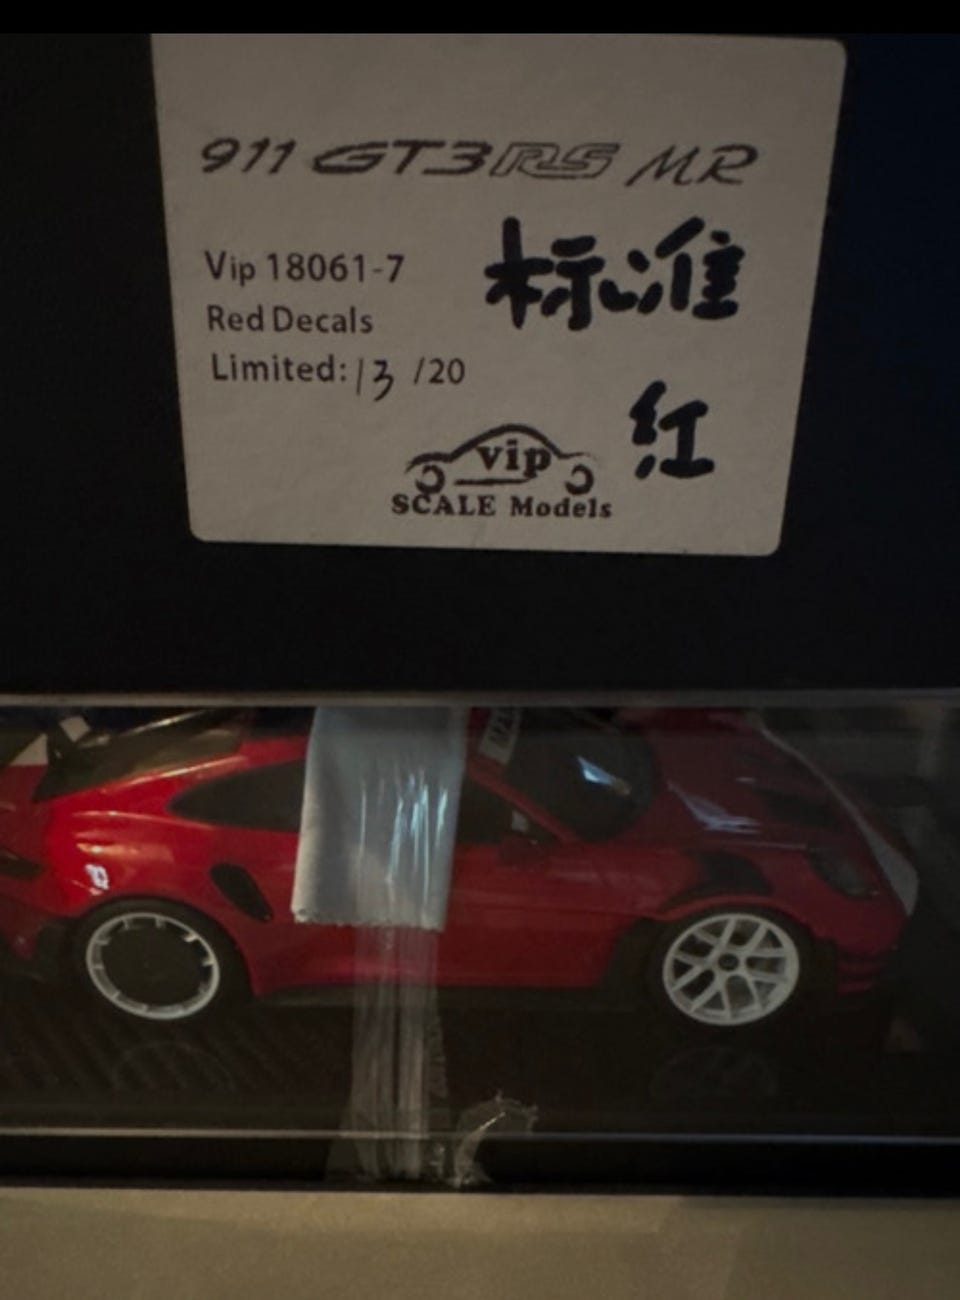 911 GT3RS MR
标准
Vip 18061-7
Red Decals
Limited: 13 /20
红
vip
SCALE Models